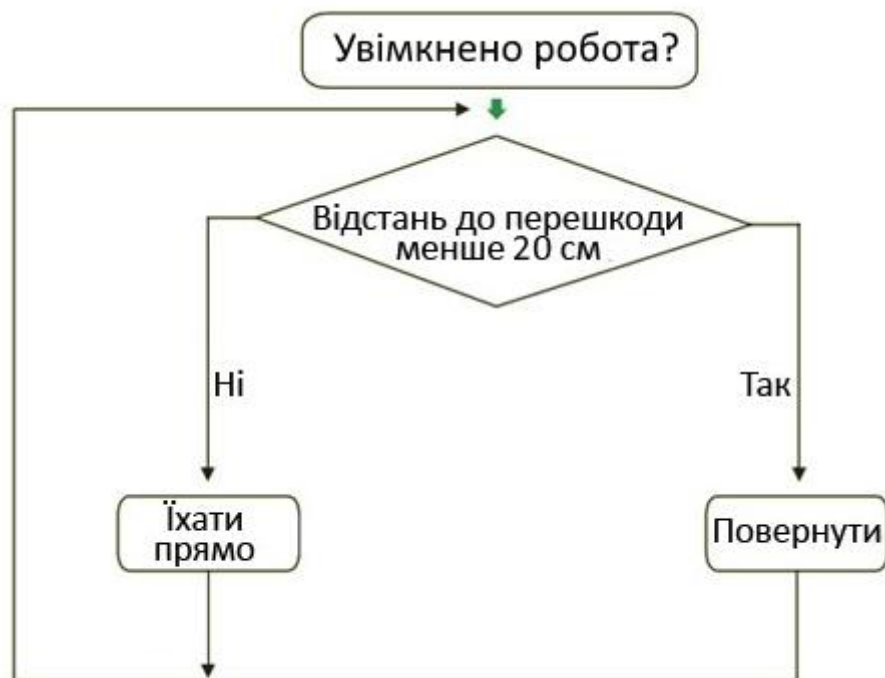 Увімкнено робота?
Відстань до перешкоди
менше 20 см
Ні
Так
Їхати
прямо
Повернути